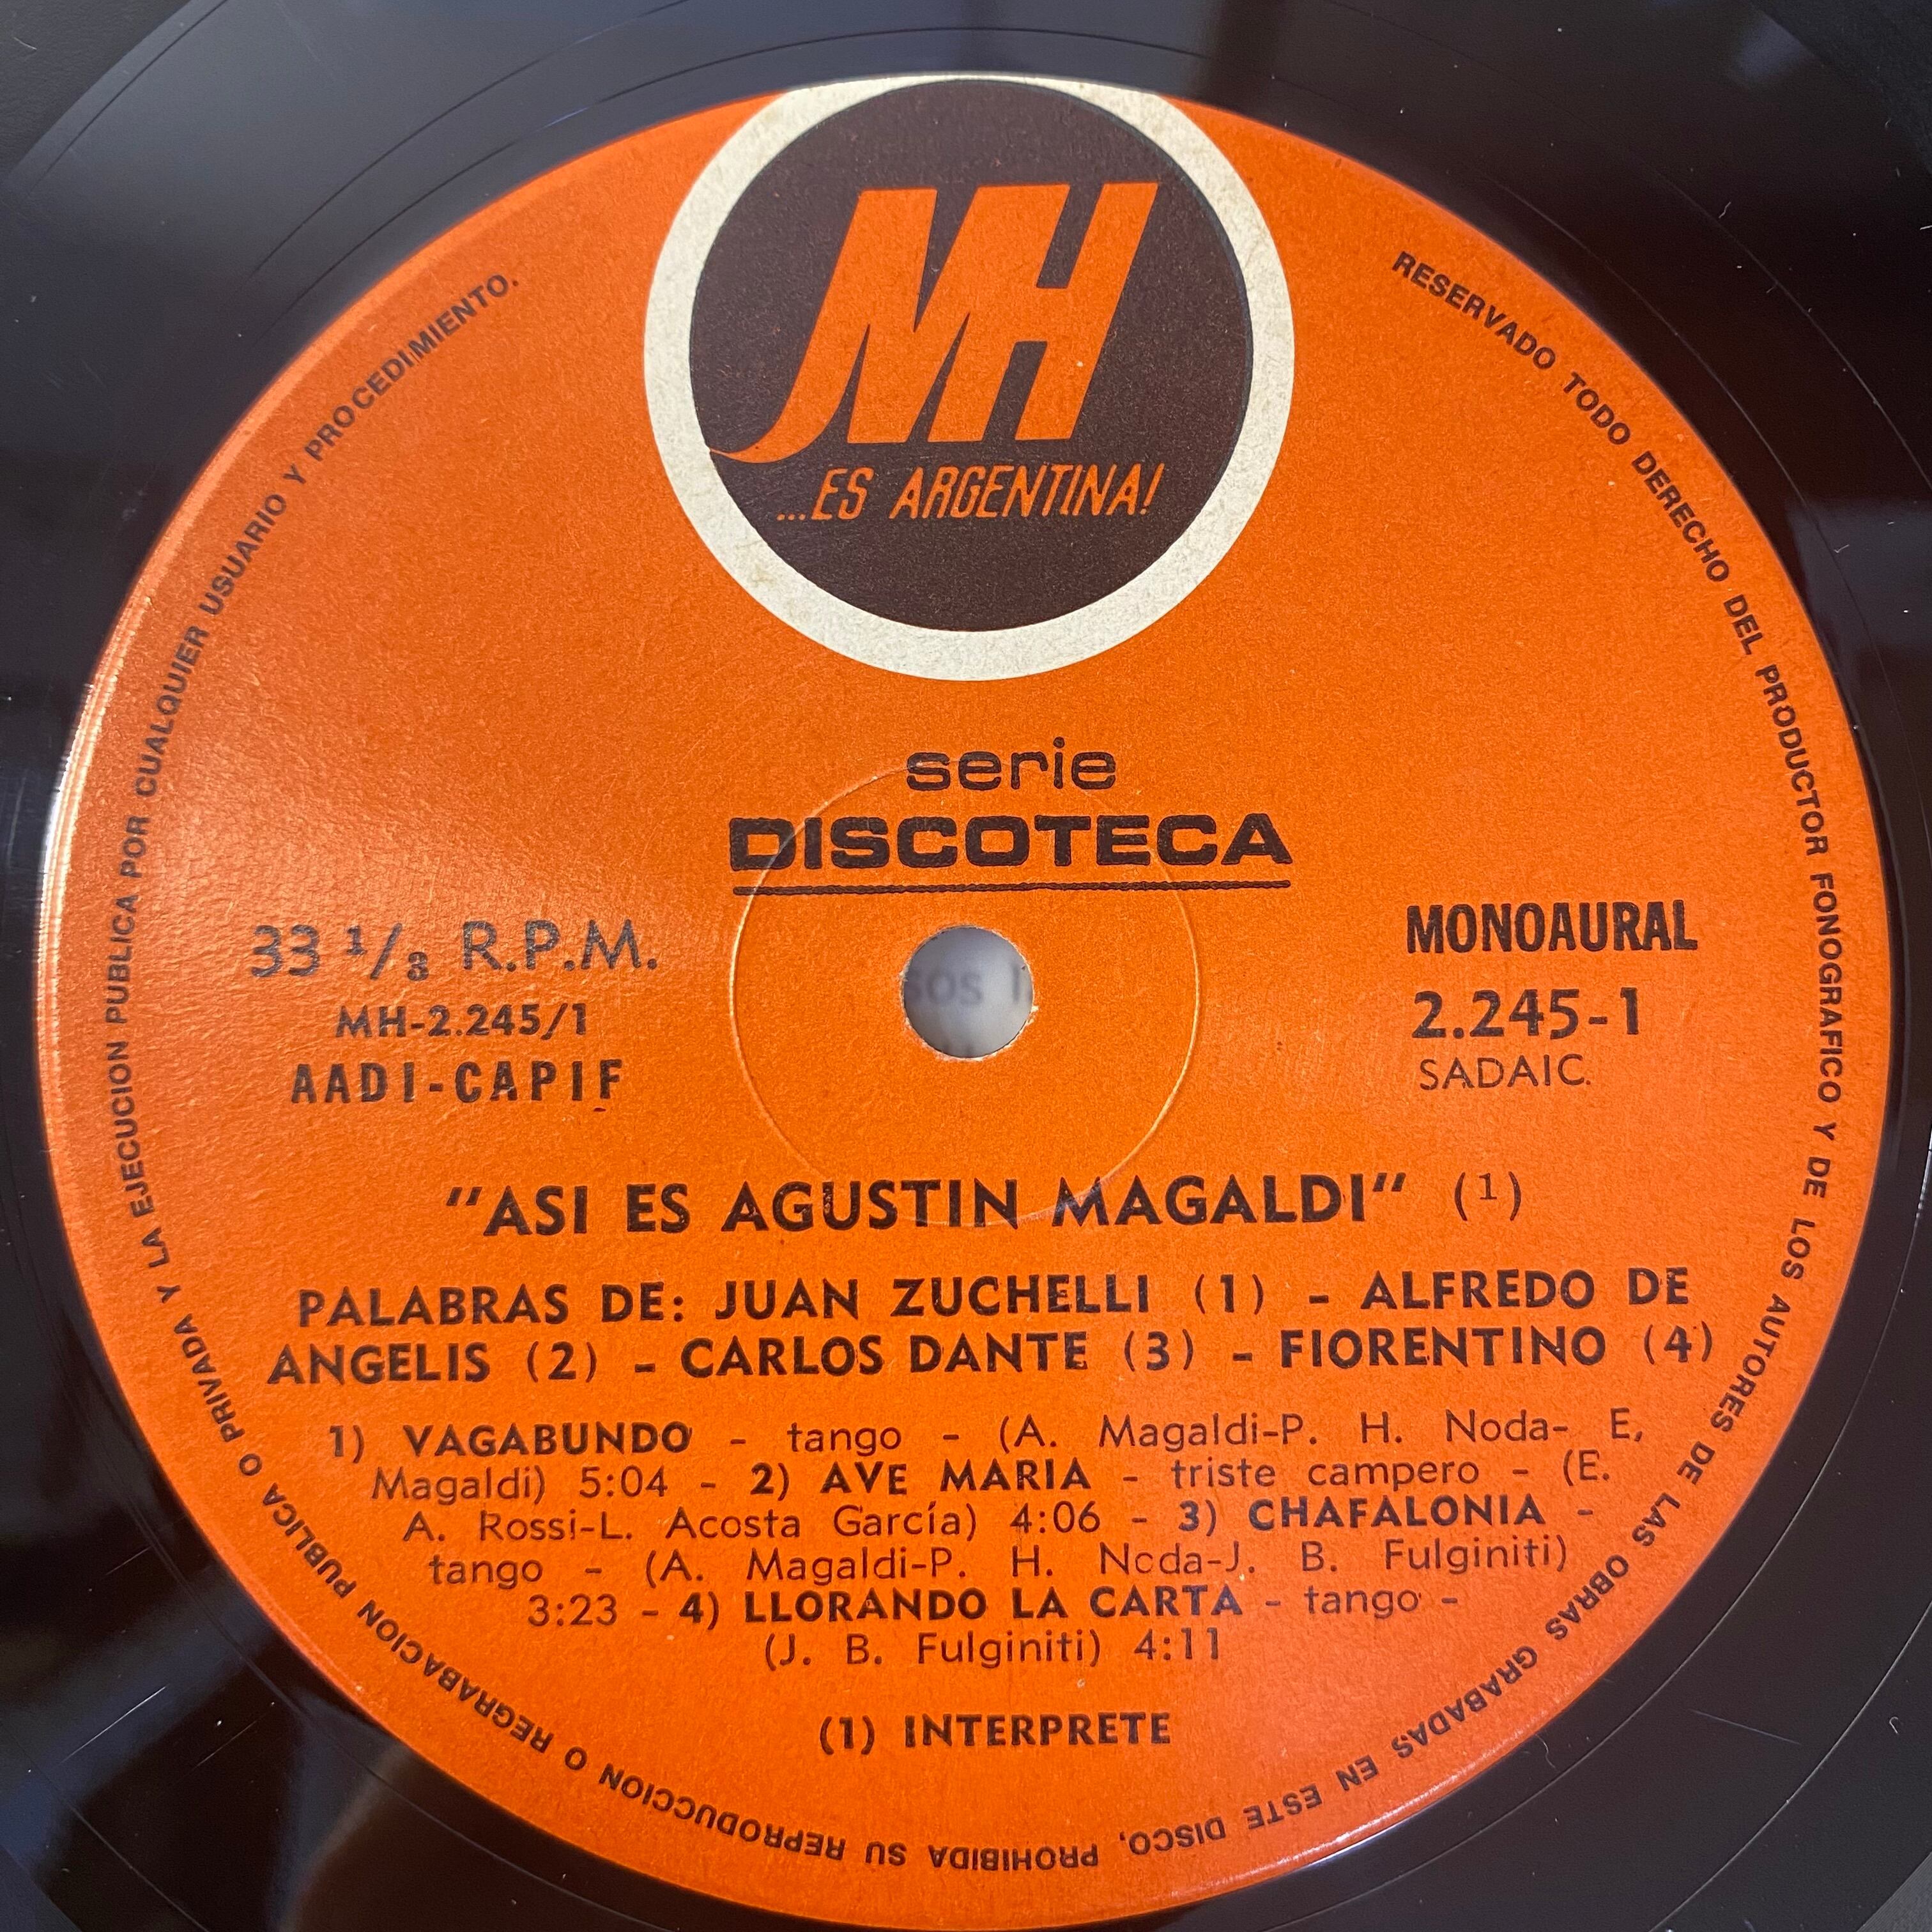 MH
...ES ARGENTINA!
serie
DISCOTECA
33 1/3 R.P.M.
MH-2.245/1
AADI-CAPIF
MONOAURAL
2.245-1
SADAIC.
"ASI ES AGUSTIN MAGALDI" (1)
PALABRAS DE: JUAN ZUCHELLI (1) - ALFREDO DE
ANGELIS (2) - CARLOS DANTE (3) - FIORENTINO (4)
1) VAGABUNDO - tango - (A. Magaldi-P. H. Noda- E,
Magaldi) 5:04 - 2) AVE MARIA - triste campero - (E.
A. Rossi-L. Acosta García) 4:06 - 3) CHAFALONIA -
tango - (A. Magaldi-P. H. Noda-J. B. Fulginiti)
3:23 - 4) LLORANDO LA CARTA - tango -
(J. B. Fulginiti) 4:11
(1) INTERPRETE
RESERVADO TODO DERECHO DEL PRODUCTOR FONOGRAFICO Y DE LOS AUTORES DE LAS OBRAS GRABADAS EN ESTE DISCO, PROHIBIDA SU REPRODUCCION O REGRABACION PUBLICA O PRIVADA Y LA EJECUCION PUBLICA POR CUALQUIER USUARIO Y PROCEDIMIENTO.